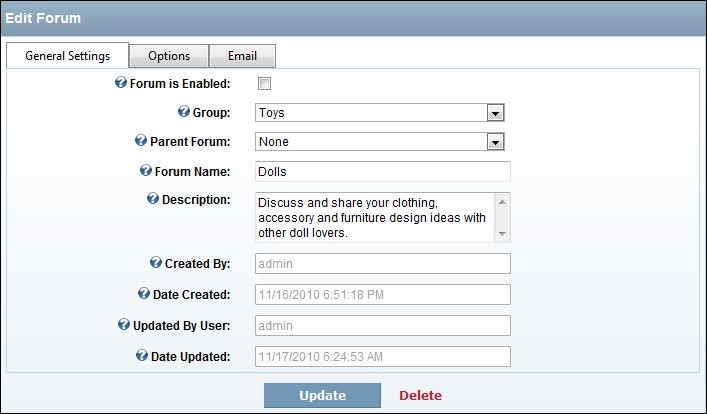 Edit Forum
General Settings
Options
Email
Forum is Enabled:
Group: Toys
Parent Forum: None
Forum Name: Dolls
Description: Discuss and share your clothing,
accessory and furniture design ideas with
other doll lovers.
Created By: admin
Date Created: 11/16/2010 6:51:18 PM
Updated By User: admin
Date Updated: 11/17/2010 6:24:53 AM
Update Delete